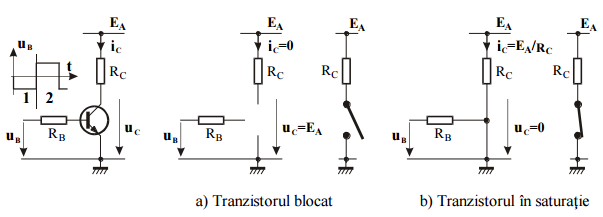 E_A
u_B
i_C
t
R_C
1 2
R_B
u_B
u_C
E_A
i_C=0
R_C
R_B
u_B
u_C=E_A
E_A
R_C
E_A
i_C=E_A/R_C
R_C
R_B
u_B
u_C=0
E_A
R_C
a) Tranzistorul blocat
b) Tranzistorul în saturație